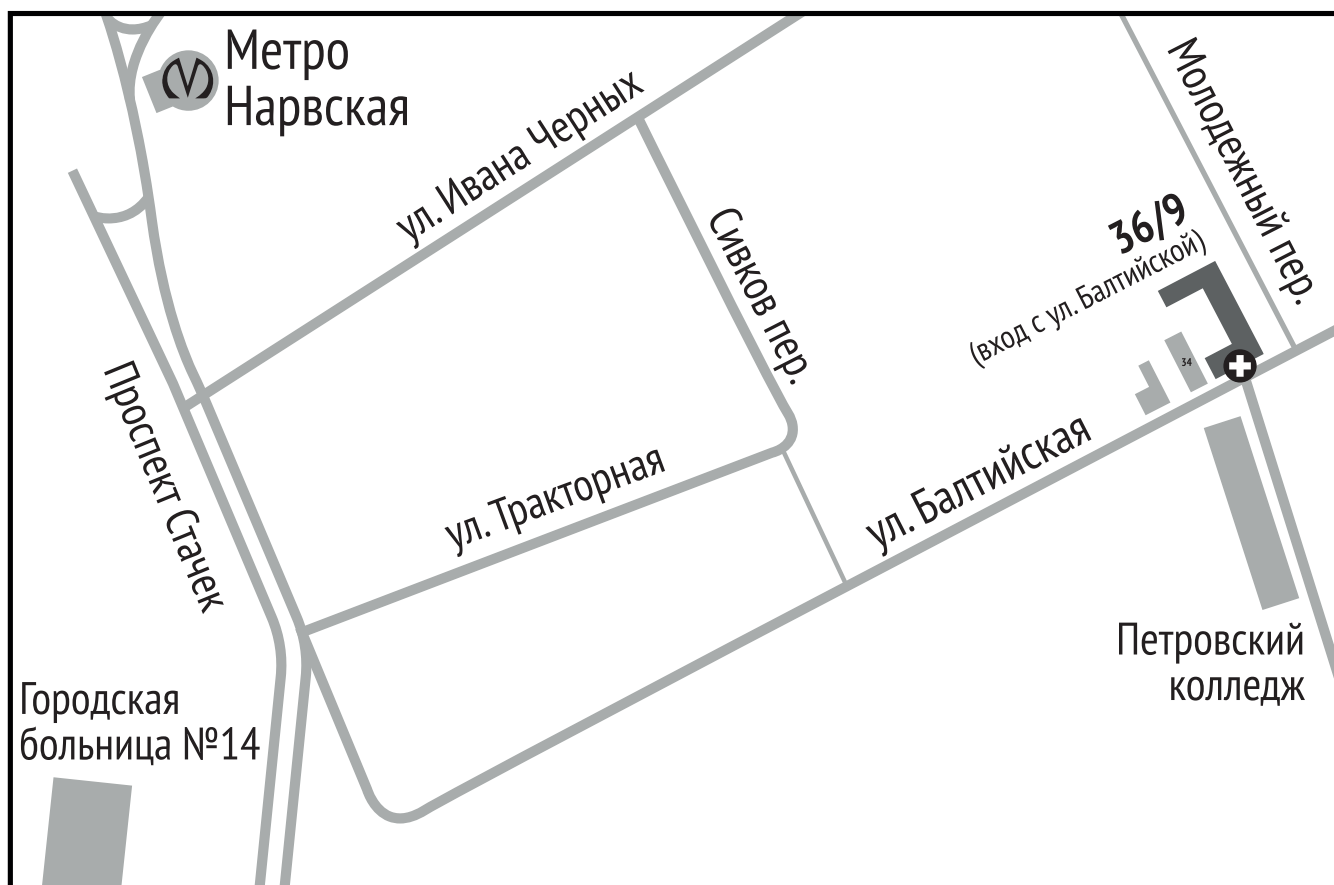 Метро
Нарвская
ул. Ивана Черных
Молодежный пер.
Сивков пер.
36/9
(вход с ул. Балтийской)
34
Проспект Стачек
ул. Тракторная
ул. Балтийская
Петровский
колледж
Городская
больница №14